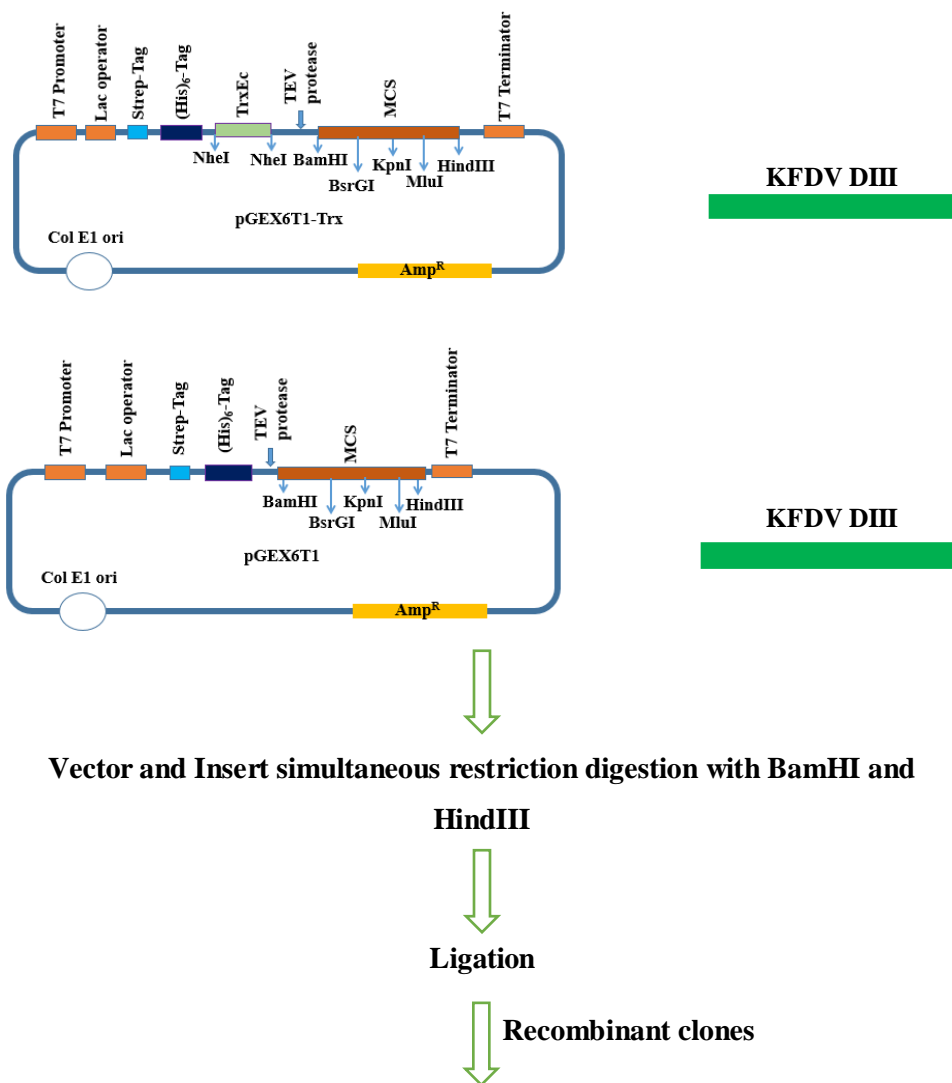 T7 Promoter
Lac operator
Strep-Tag
(His)₆-Tag
TrxEc
TEV
protease
MCS
T7 Terminator
NheI
NheI
BamHI
BsrGI
KpnI
MluI
HindIII
pGEX6T1-Trx
Col E1 ori
Ampᴿ
KFDV DIII
T7 Promoter
Lac operator
Strep-Tag
(His)₆-Tag
TEV
protease
MCS
T7 Terminator
BamHI
BsrGI
KpnI
MluI
HindIII
pGEX6T1
Col E1 ori
Ampᴿ
KFDV DIII
Vector and Insert simultaneous restriction digestion with BamHI and
HindIII
Ligation
Recombinant clones